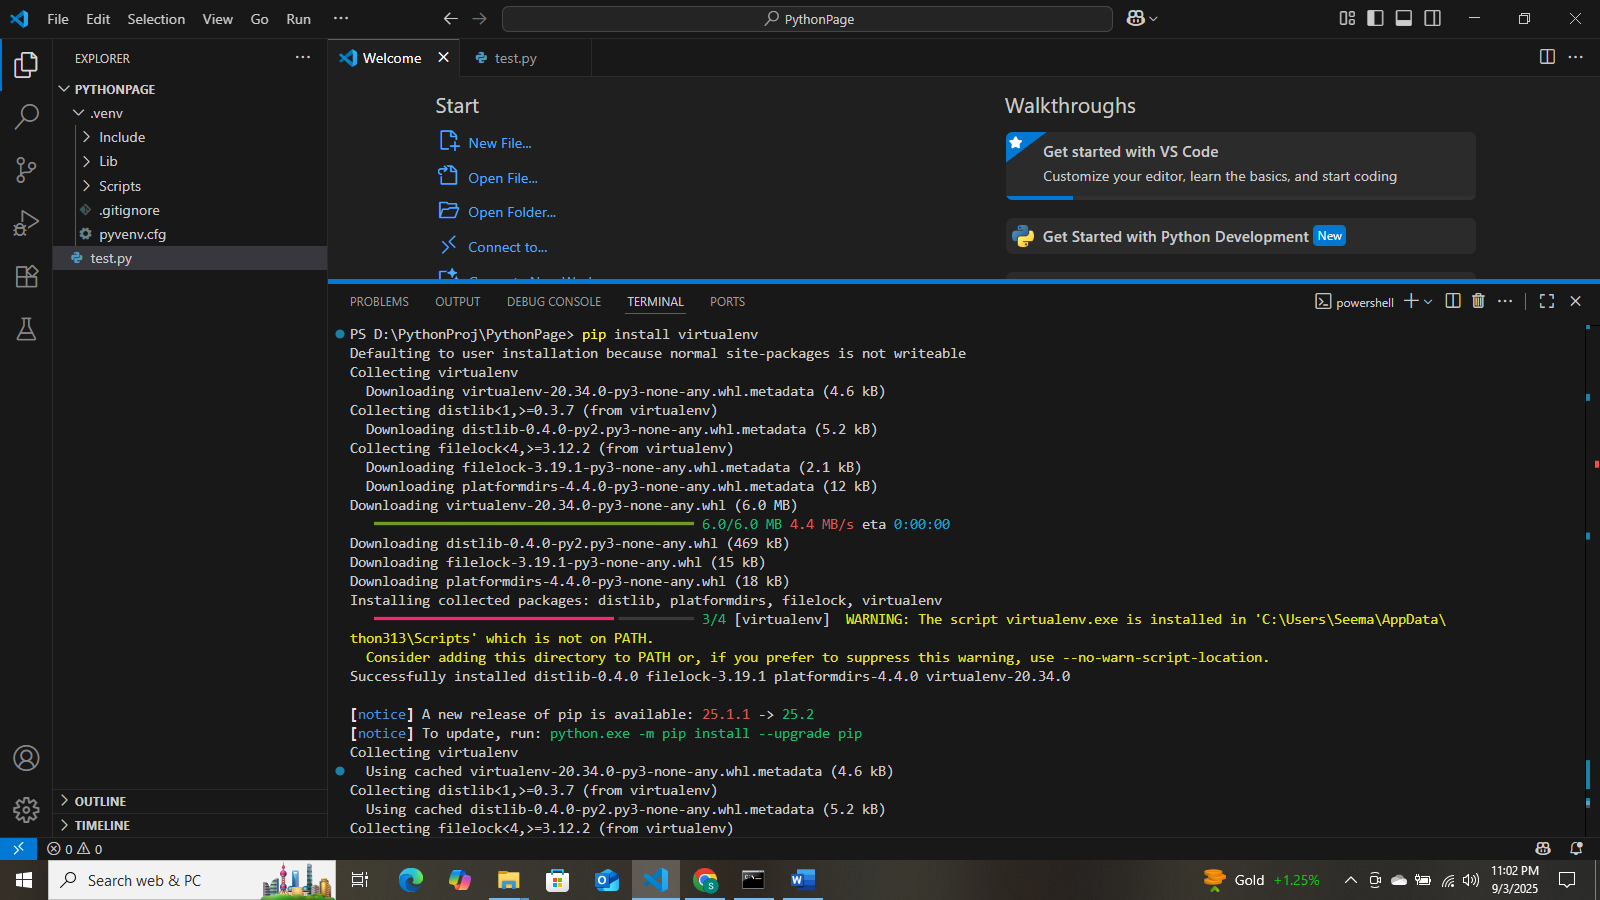 File Edit Selection View Go Run ···
PythonPage
EXPLORER
PYTHONPAGE
.venv
Include
Lib
Scripts
.gitignore
pyvenv.cfg
test.py
OUTLINE
TIMELINE
Welcome
test.py
Start
New File...
Open File...
Open Folder...
Connect to...
Walkthroughs
Get started with VS Code
Customize your editor, learn the basics, and start coding
Get Started with Python Development New
PROBLEMS OUTPUT DEBUG CONSOLE TERMINAL PORTS
powershell
PS D:\PythonProj\PythonPage> pip install virtualenv
Defaulting to user installation because normal site-packages is not writeable
Collecting virtualenv
Downloading virtualenv-20.34.0-py3-none-any.whl.metadata (4.6 kB)
Collecting distlib<1,>=0.3.7 (from virtualenv)
Downloading distlib-0.4.0-py2.py3-none-any.whl.metadata (5.2 kB)
Collecting filelock<4,>=3.12.2 (from virtualenv)
Downloading filelock-3.19.1-py3-none-any.whl.metadata (2.1 kB)
Downloading platformdirs-4.4.0-py3-none-any.whl.metadata (12 kB)
Downloading virtualenv-20.34.0-py3-none-any.whl (6.0 MB)
6.0/6.0 MB 4.4 MB/s eta 0:00:00
Downloading distlib-0.4.0-py2.py3-none-any.whl (469 kB)
Downloading filelock-3.19.1-py3-none-any.whl (15 kB)
Downloading platformdirs-4.4.0-py3-none-any.whl (18 kB)
Installing collected packages: distlib, platformdirs, filelock, virtualenv
3/4 [virtualenv] WARNING: The script virtualenv.exe is installed in 'C:\Users\Seema\AppData\
thon313\Scripts' which is not on PATH.
Consider adding this directory to PATH or, if you prefer to suppress this warning, use --no-warn-script-location.
Successfully installed distlib-0.4.0 filelock-3.19.1 platformdirs-4.4.0 virtualenv-20.34.0
[notice] A new release of pip is available: 25.1.1 -> 25.2
[notice] To update, run: python.exe -m pip install --upgrade pip
Collecting virtualenv
Using cached virtualenv-20.34.0-py3-none-any.whl.metadata (4.6 kB)
Collecting distlib<1,>=0.3.7 (from virtualenv)
Using cached distlib-0.4.0-py2.py3-none-any.whl.metadata (5.2 kB)
Collecting filelock<4,>=3.12.2 (from virtualenv)
0 0
Search web & PC
Gold +1.25%
11:02 PM
9/3/2025